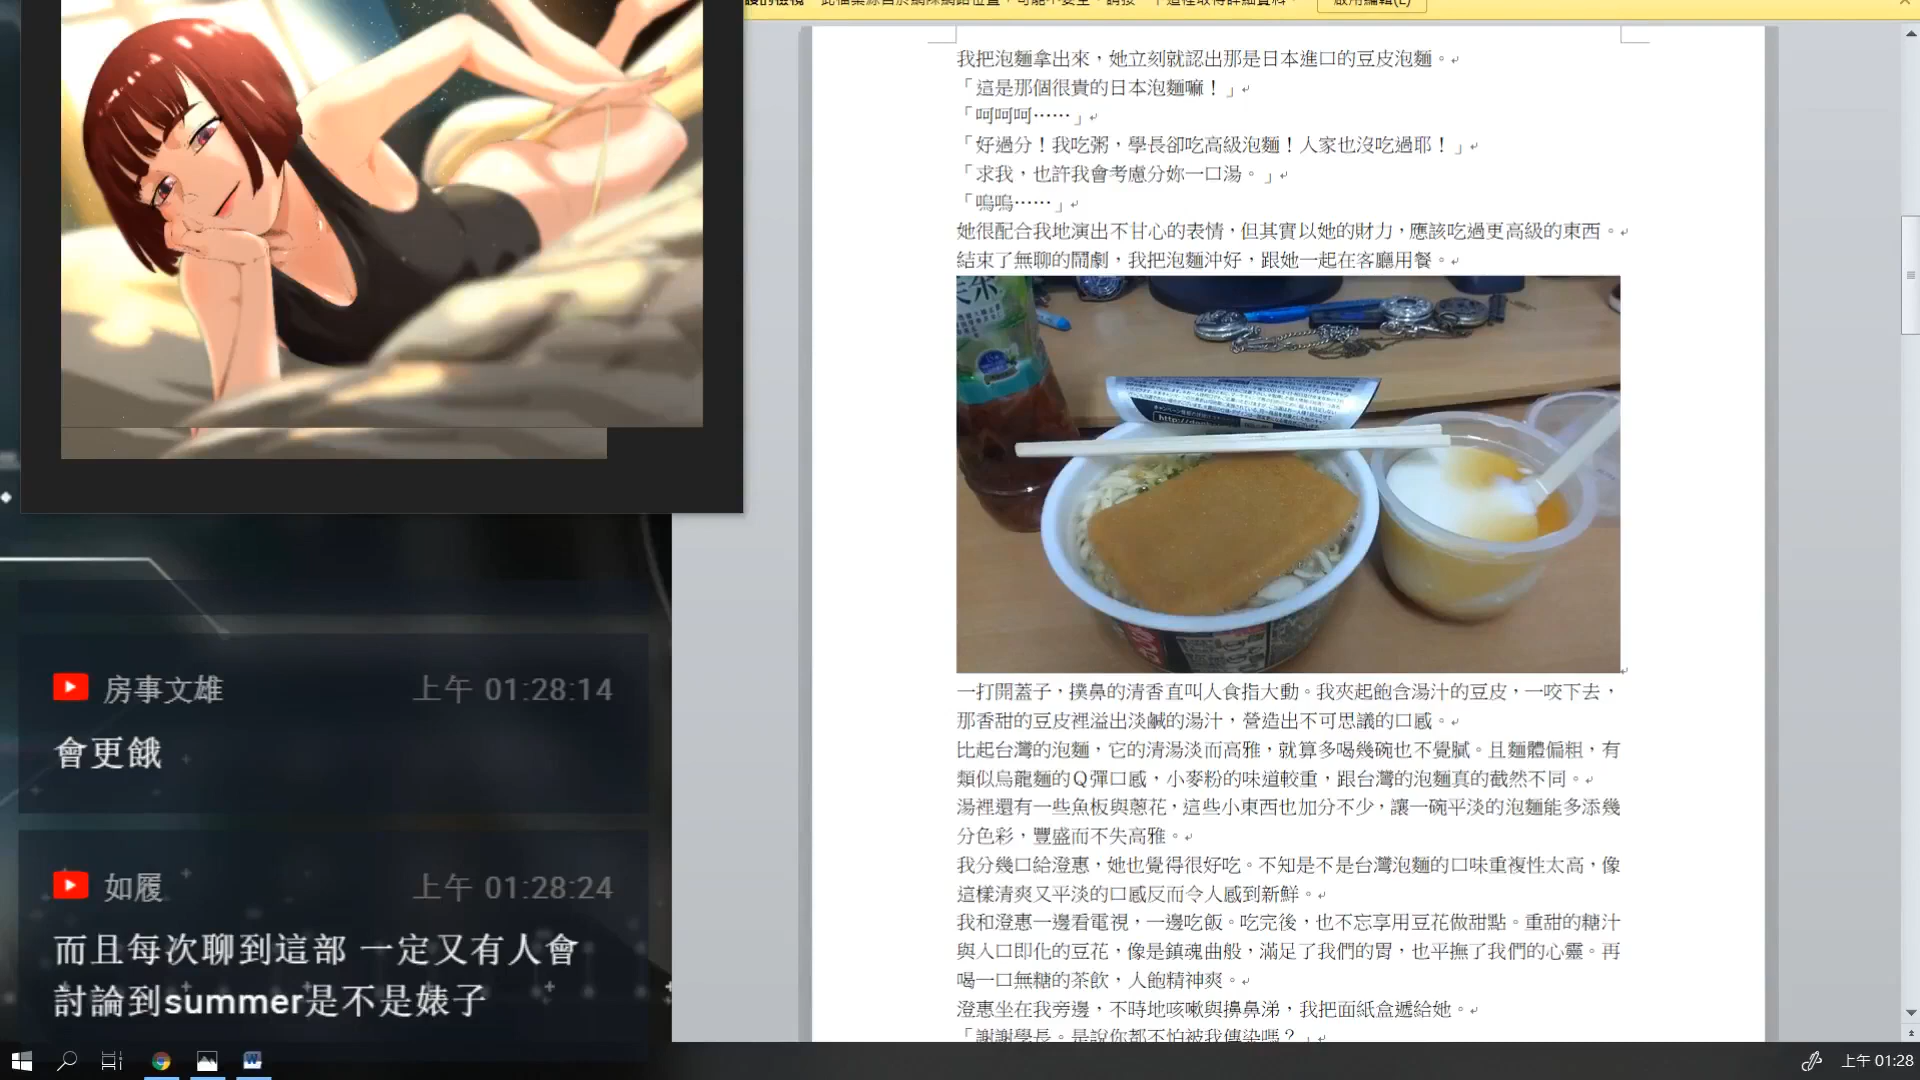 我把泡麵拿出來，她立刻就認出那是日本進口的豆皮泡麵。
「這是那個很貴的日本泡麵嘛！」
「呵呵呵……」
「好過分！我吃粥，學長卻吃高級泡麵！人家也沒吃過耶！」
「求我，也許我會考慮分妳一口湯。」
「嗚嗚……」
她很配合我地演出不甘心的表情，但其實以她的財力，應該吃過更高級的東西。
結束了無聊的鬧劇，我把泡麵沖好，跟她一起在客廳用餐。
一打開蓋子，撲鼻的清香直叫人食指大動。我夾起飽含湯汁的豆皮，一咬下去，
那香甜的豆皮裡溢出淡鹹的湯汁，營造出不可思議的口感。
比起台灣的泡麵，它的清湯淡而高雅，就算多喝幾碗也不覺膩。且麵體偏粗，有
類似烏龍麵的Ｑ彈口感，小麥粉的味道較重，跟台灣的泡麵真的截然不同。
湯裡還有一些魚板與蔥花，這些小東西也加分不少，讓一碗平淡的泡麵能多添幾
分色彩，豐盛而不失高雅。
我分幾口給澄惠，她也覺得很好吃。不知是不是台灣泡麵的口味重複性太高，像
這樣清爽又平淡的口感反而令人感到新鮮。
我和澄惠一邊看電視，一邊吃飯。吃完後，也不忘享用豆花做甜點。重甜的糖汁
與入口即化的豆花，像是鎮魂曲般，滿足了我們的胃，也平撫了我們的心靈。再
喝一口無糖的茶飲，人飽精神爽。
澄惠坐在我旁邊，不時地咳嗽與擤鼻涕，我把面紙盒遞給她。
「謝謝學長。是說你都不怕被我傳染嗎？」
房事文雄 上午 01:28:14
會更餓
如履 上午 01:28:24
而且每次聊到這部 一定又有人會
討論到summer是不是婊子
上午 01:28